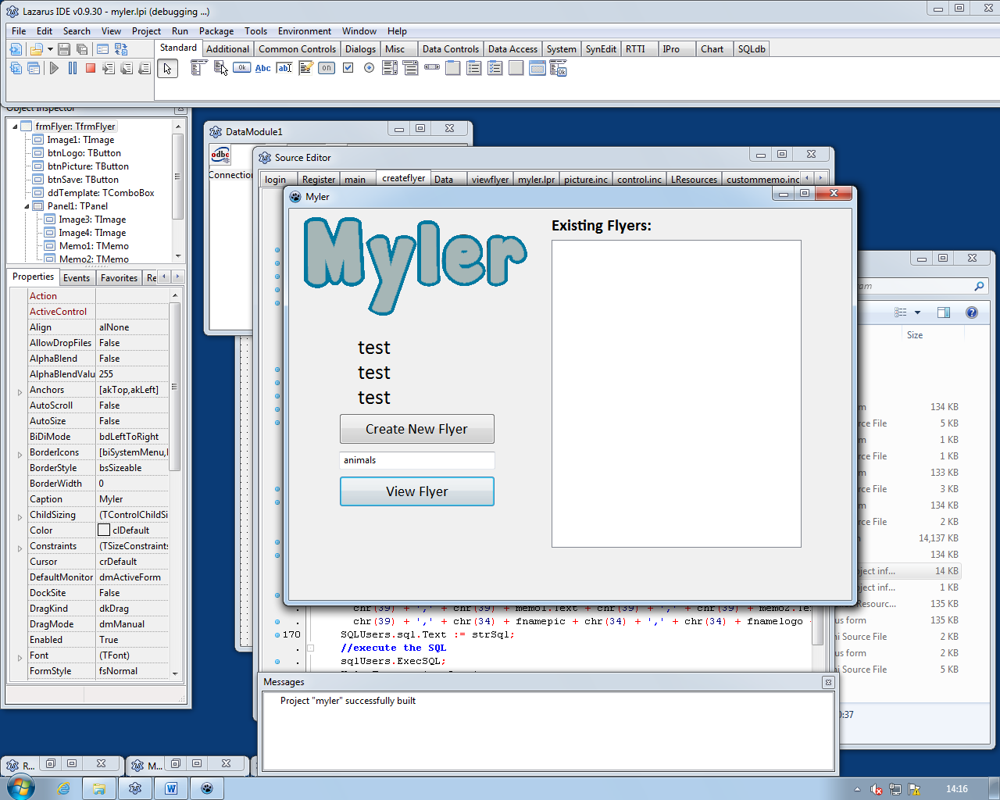 Lazarus IDE v0.9.30 - myler.lpi (debugging ...)
File Edit Search View Project Run Package Tools Environment Window Help
Standard Additional Common Controls Dialogs Misc Data Controls Data Access System SynEdit RTTI IPro Chart SQLdb
Ok Abc ab on
Object Inspector
frmFlyer: TfrmFlyer
Image1: TImage
btnLogo: TButton
btnPicture: TButton
btnSave: TButton
ddTemplate: TComboBox
Panel1: TPanel
Image3: TImage
Image4: TImage
Memo1: TMemo
Memo2: TMemo
Properties Events Favorites Re
Action
ActiveControl
Align alNone
AllowDropFiles False
AlphaBlend False
AlphaBlendValu 255
Anchors [akTop,akLeft]
AutoScroll False
AutoSize False
BiDiMode bdLeftToRight
BorderIcons [biSystemMenu,
BorderStyle bsSizeable
BorderWidth 0
Caption Myler
ChildSizing (TControlChildSi
Color clDefault
Constraints (TSizeConstraints
Cursor crDefault
DefaultMonitor dmActiveForm
DockSite False
DragKind dkDrag
DragMode dmManual
Enabled True
Font (TFont)
FormStyle fsNormal
DataModule1
odbc
Connection
Source Editor
login Register main createflyer Data viewflyer myler.lpr picture.inc control.inc LResources custommemo.inc
Myler
Myler
test
test
test
Create New Flyer
animals
View Flyer
Existing Flyers:
chr(39) + ',' + chr(39) + memo1.Text + chr(39) + ',' + chr(39) + memo2.Te
chr(39) + ',' + chr(34) + fnamepic + chr(34) + ',' + chr(34) + fnamelogo
170 SQLUsers.sql.Text := strSql;
//execute the SQL
sqlUsers.ExecSQL;
Messages
Project "myler" successfully built
am
Size
m 134 KB
rce File 5 KB
m 1 KB
rce File 1 KB
m 133 KB
rce File 3 KB
m 134 KB
rce File 2 KB
n 14,137 KB
134 KB
oject inf... 14 KB
oject inf... 1 KB
Resourc... 135 KB
us form 135 KB
ni Source File 2 KB
us form 2 KB
ni Source File 5 KB
0:37
R... M...
14:16